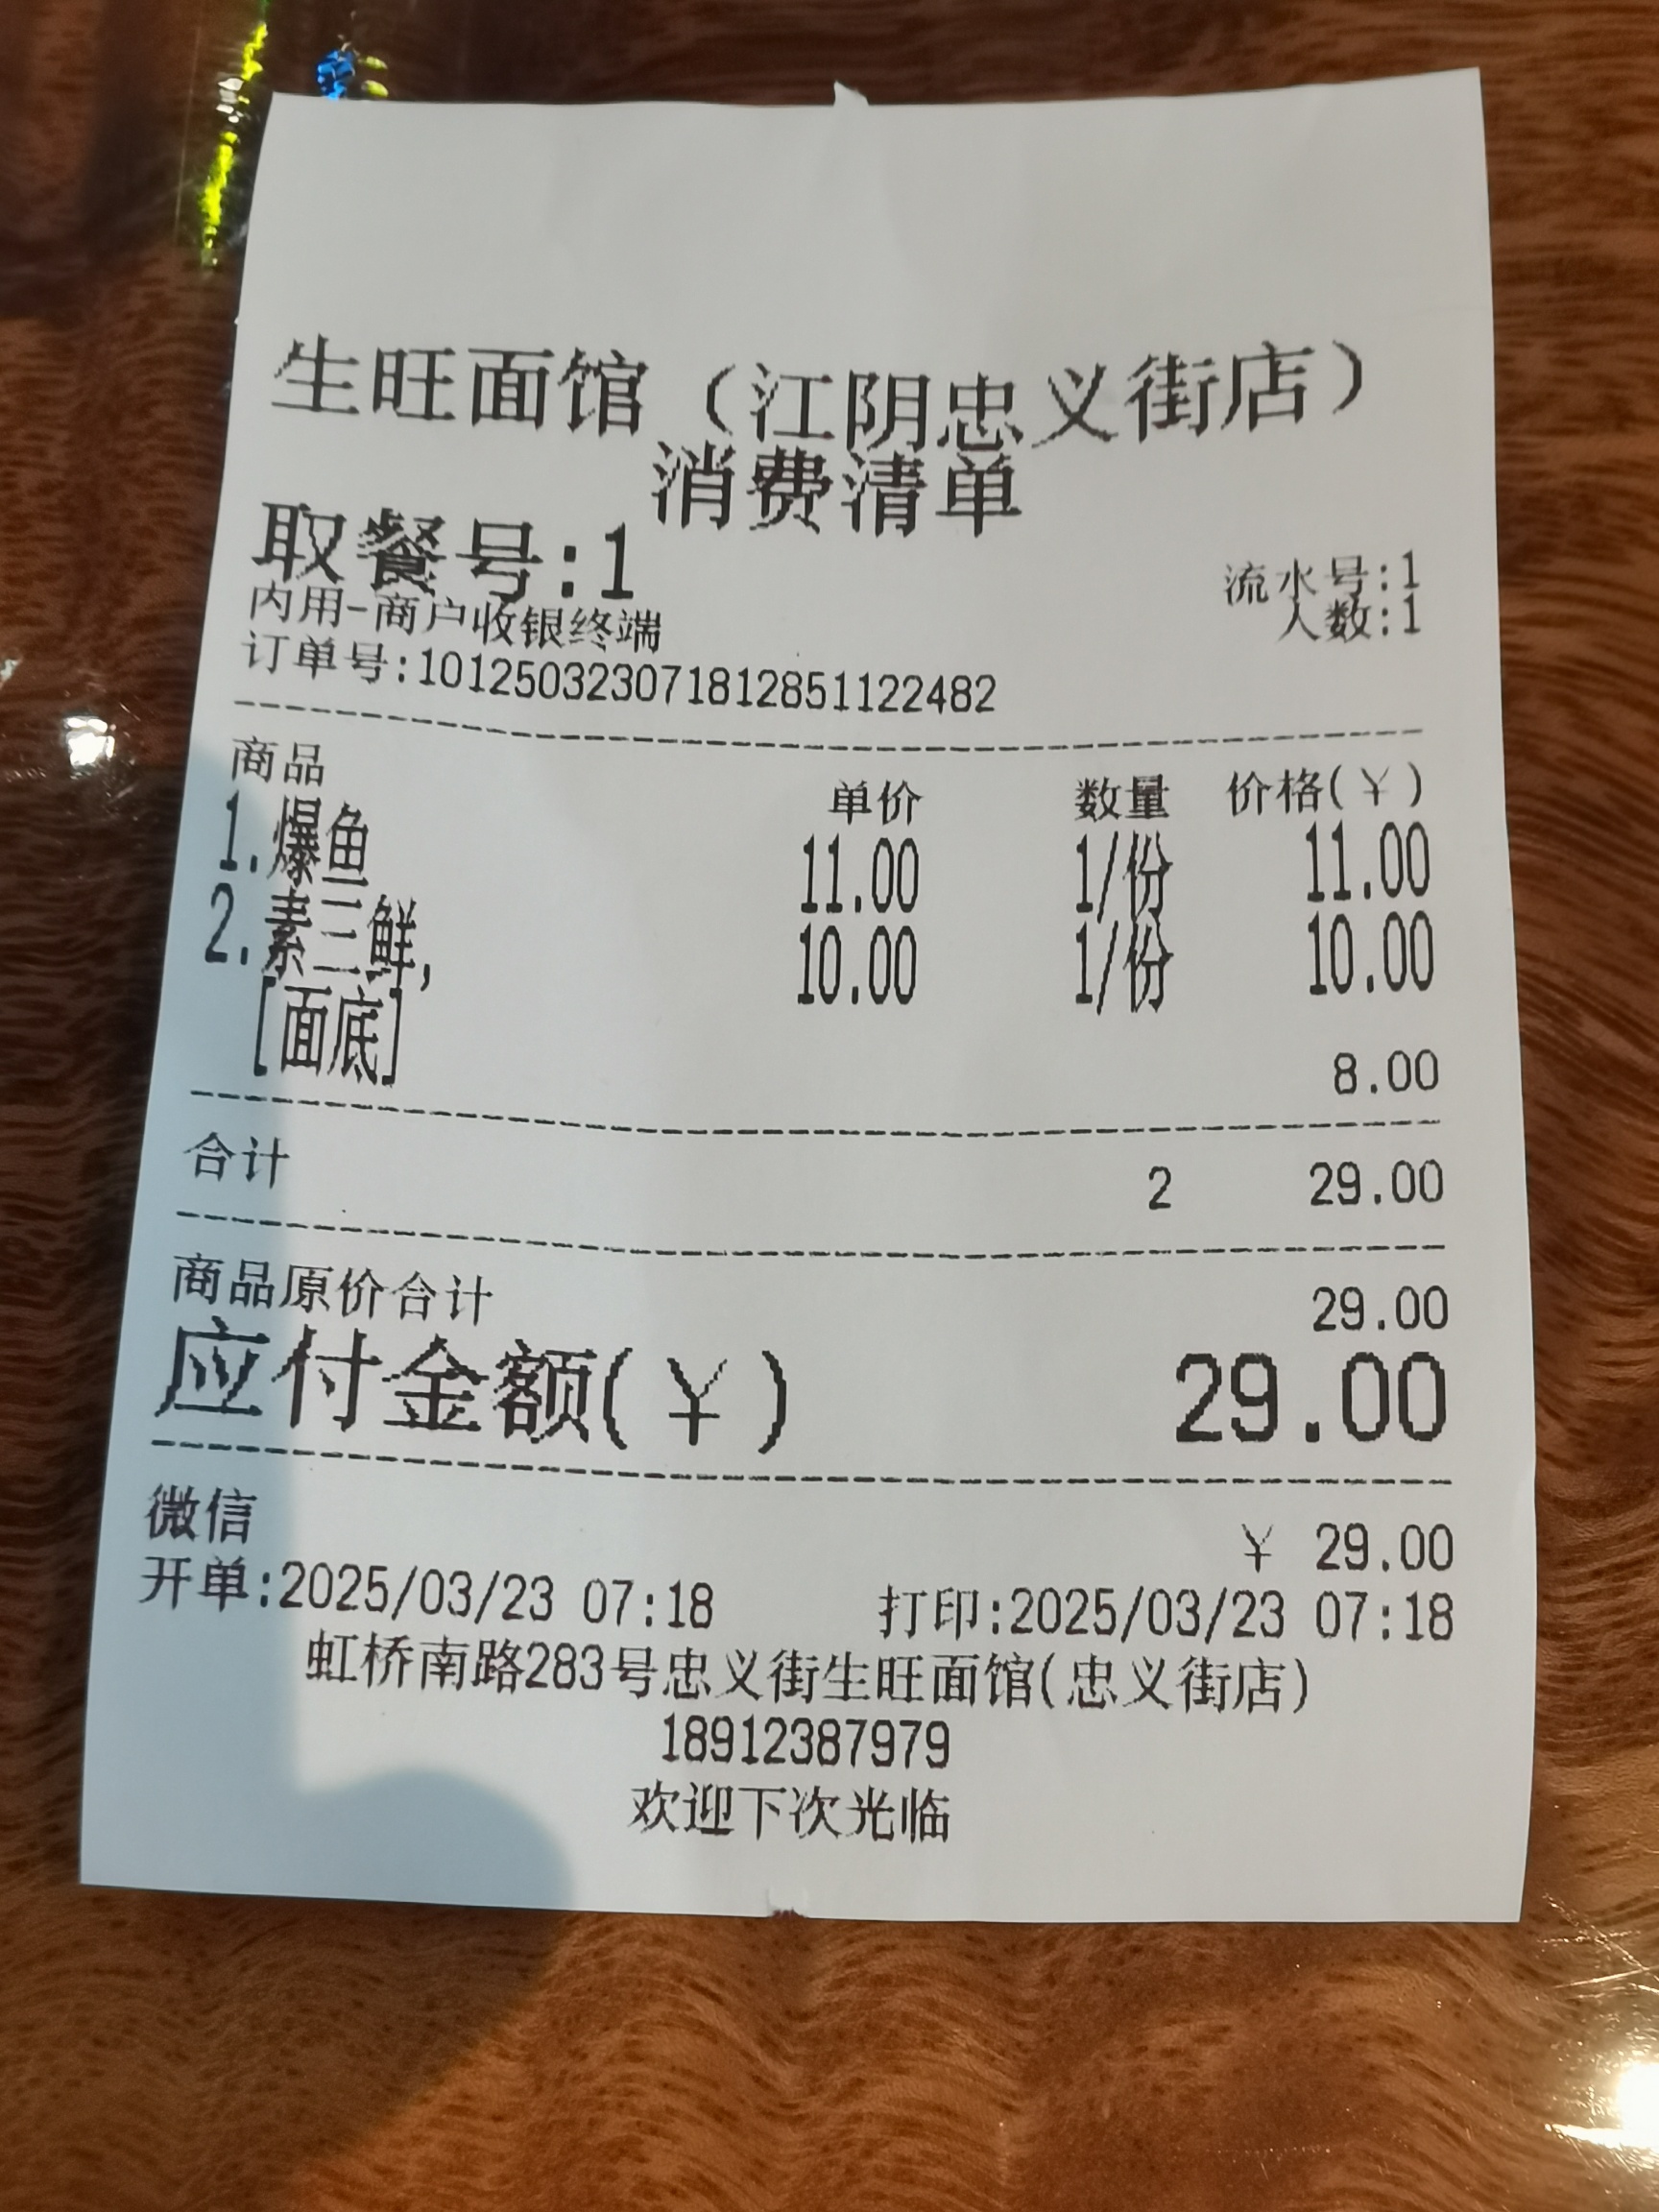 生旺面馆（江阴忠义街店）
消费清单
取餐号:1
流水号:1
内用-商户收银终端
人数:1
订单号:101250323071812851122482
商品 单价 数量 价格(￥)
1.爆鱼 11.00 1/份 11.00
2.素三鲜, 10.00 1/份 10.00
[面底] 8.00
合计 2 29.00
商品原价合计 29.00
应付金额(￥) 29.00
微信 ￥ 29.00
开单:2025/03/23 07:18 打印:2025/03/23 07:18
虹桥南路283号忠义街生旺面馆(忠义街店)
18912387979
欢迎下次光临